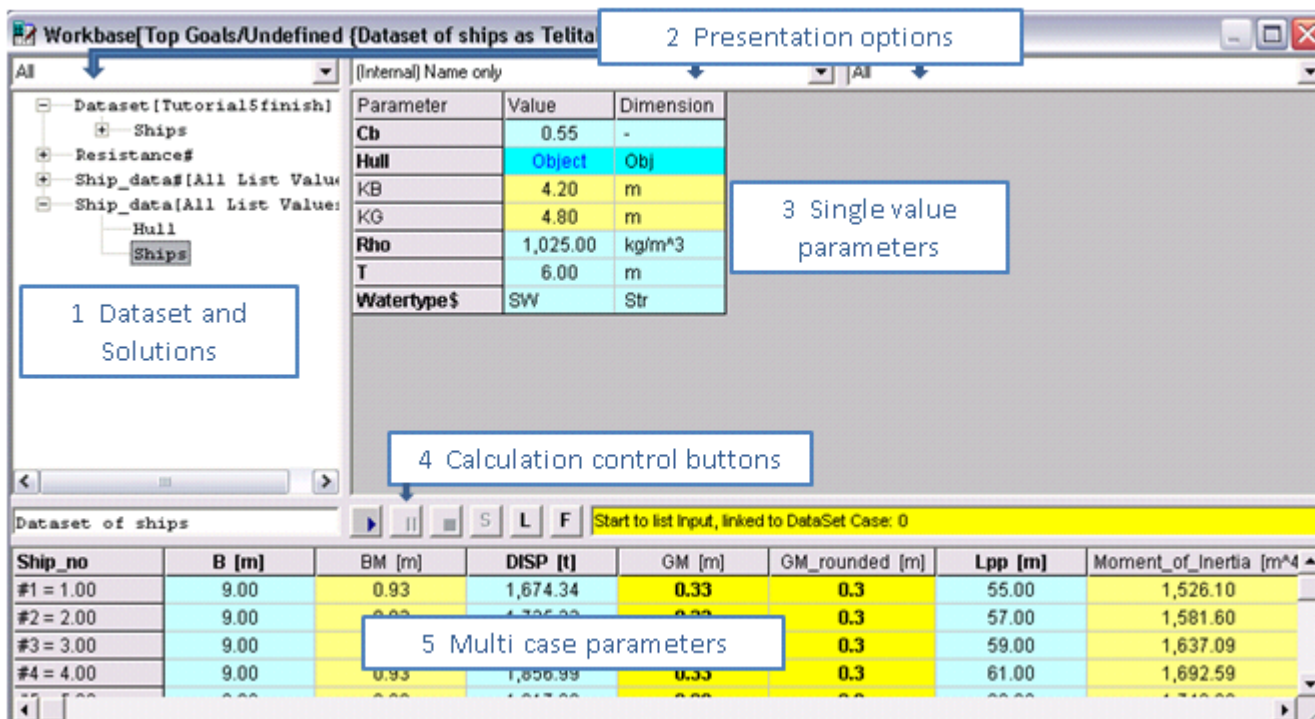 Workbase[Top Goals/Undefined {Dataset of ships as Telita
2 Presentation options
All
(Internal) Name only
All
Dataset[Tutorial5finish]
Ships
Resistance#
Ship_data#[All List Value
Ship_data[All List Value:
Hull
Ships
1 Dataset and
Solutions
Parameter Value Dimension
Cb 0.55 -
Hull Object Obj
KB 4.20 m
KG 4.80 m
Rho 1,025.00 kg/m^3
T 6.00 m
Watertype$ SW Str
3 Single value
parameters
4 Calculation control buttons
Dataset of ships
S L F
Start to list Input, linked to DataSet Case: 0
Ship_no B [m] BM [m] DISP [t] GM [m] GM_rounded [m] Lpp [m] Moment_of_Inertia [m^4
#1 = 1.00 9.00 0.93 1,674.34 0.33 0.3 55.00 1,526.10
#2 = 2.00 9.00 0.3 57.00 1,581.60
#3 = 3.00 9.00 0.3 59.00 1,637.09
#4 = 4.00 9.00 0.93 1,856.99 0.33 0.3 61.00 1,692.59
5 Multi case parameters